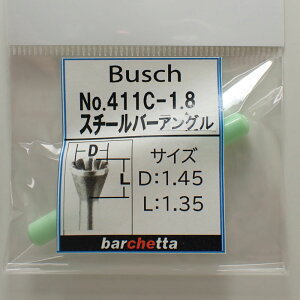 Busch
No.411C-1.8
スチールバーアングル
D
L
サイズ
D:1.45
L:1.35
barchetta